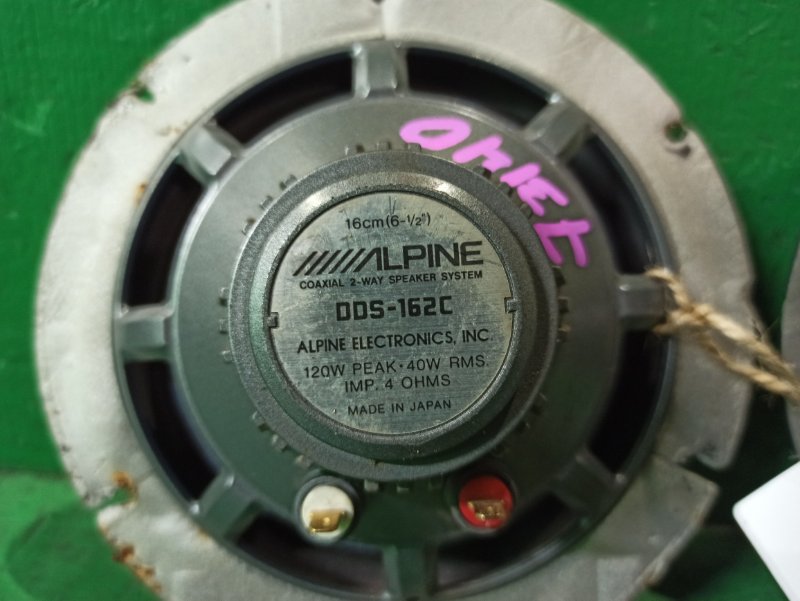 16cm(6-1/2")
ALPINE
COAXIAL 2-WAY SPEAKER SYSTEM
DDS-162C
ALPINE ELECTRONICS, INC.
120W PEAK·40W RMS.
IMP. 4 OHMS
MADE IN JAPAN